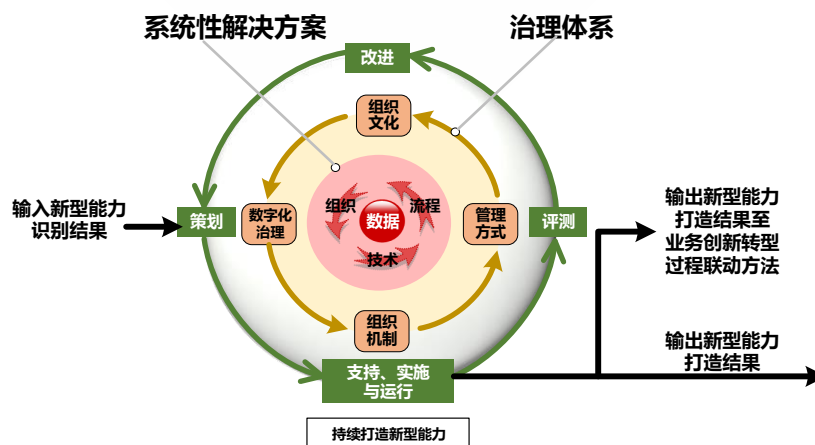 系统性解决方案
治理体系
改进
组织
文化
输入新型能力
识别结果
策划
数字化
治理
组织
流程
数据
技术
管理
方式
评测
输出新型能力
打造结果至
业务创新转型
过程联动方法
组织
机制
支持、实施
与运行
输出新型能力
打造结果
持续打造新型能力